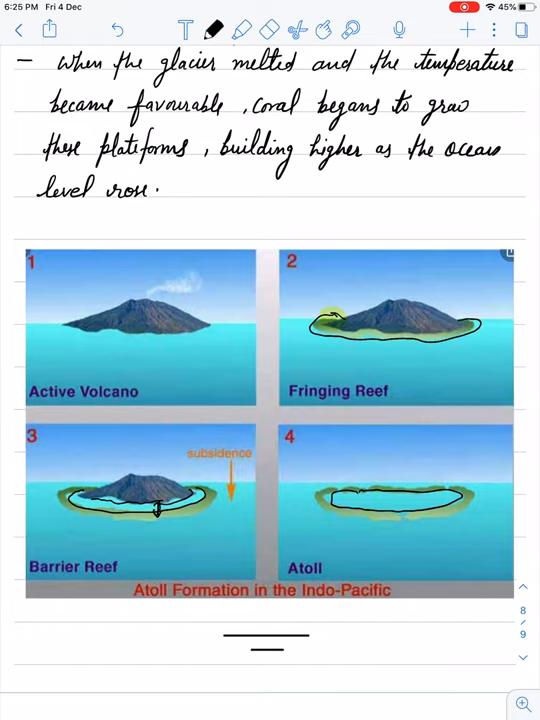 6:25 PM Fri 4 Dec
45%
T
– When the glacier melted and the temperature
became favourable, coral begans to grow
these platiforms, building higher as the ocean
level rose.
1
2
Active Volcano
Fringing Reef
3
4
subsidence
Barrier Reef
Atoll
Atoll Formation in the Indo-Pacific
8
/
9